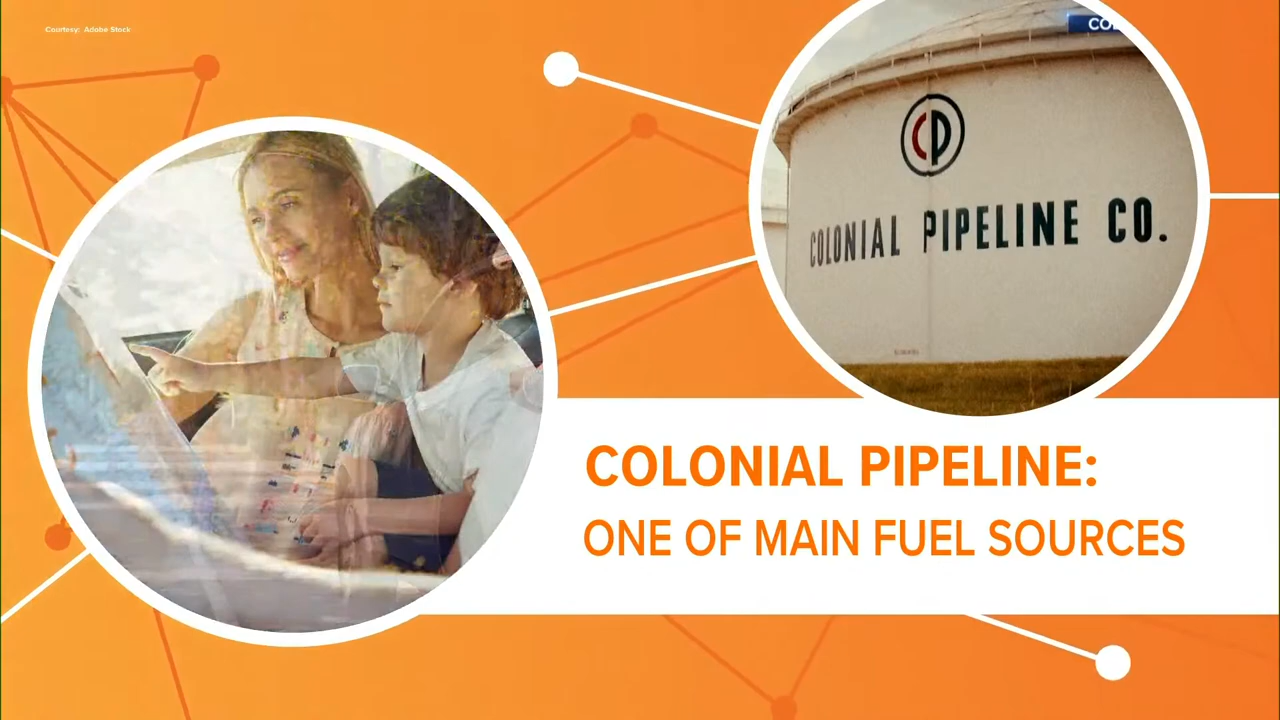 Courtesy: Adobe Stock
CP
COLONIAL PIPELINE CO.
COLONIAL PIPELINE:
ONE OF MAIN FUEL SOURCES